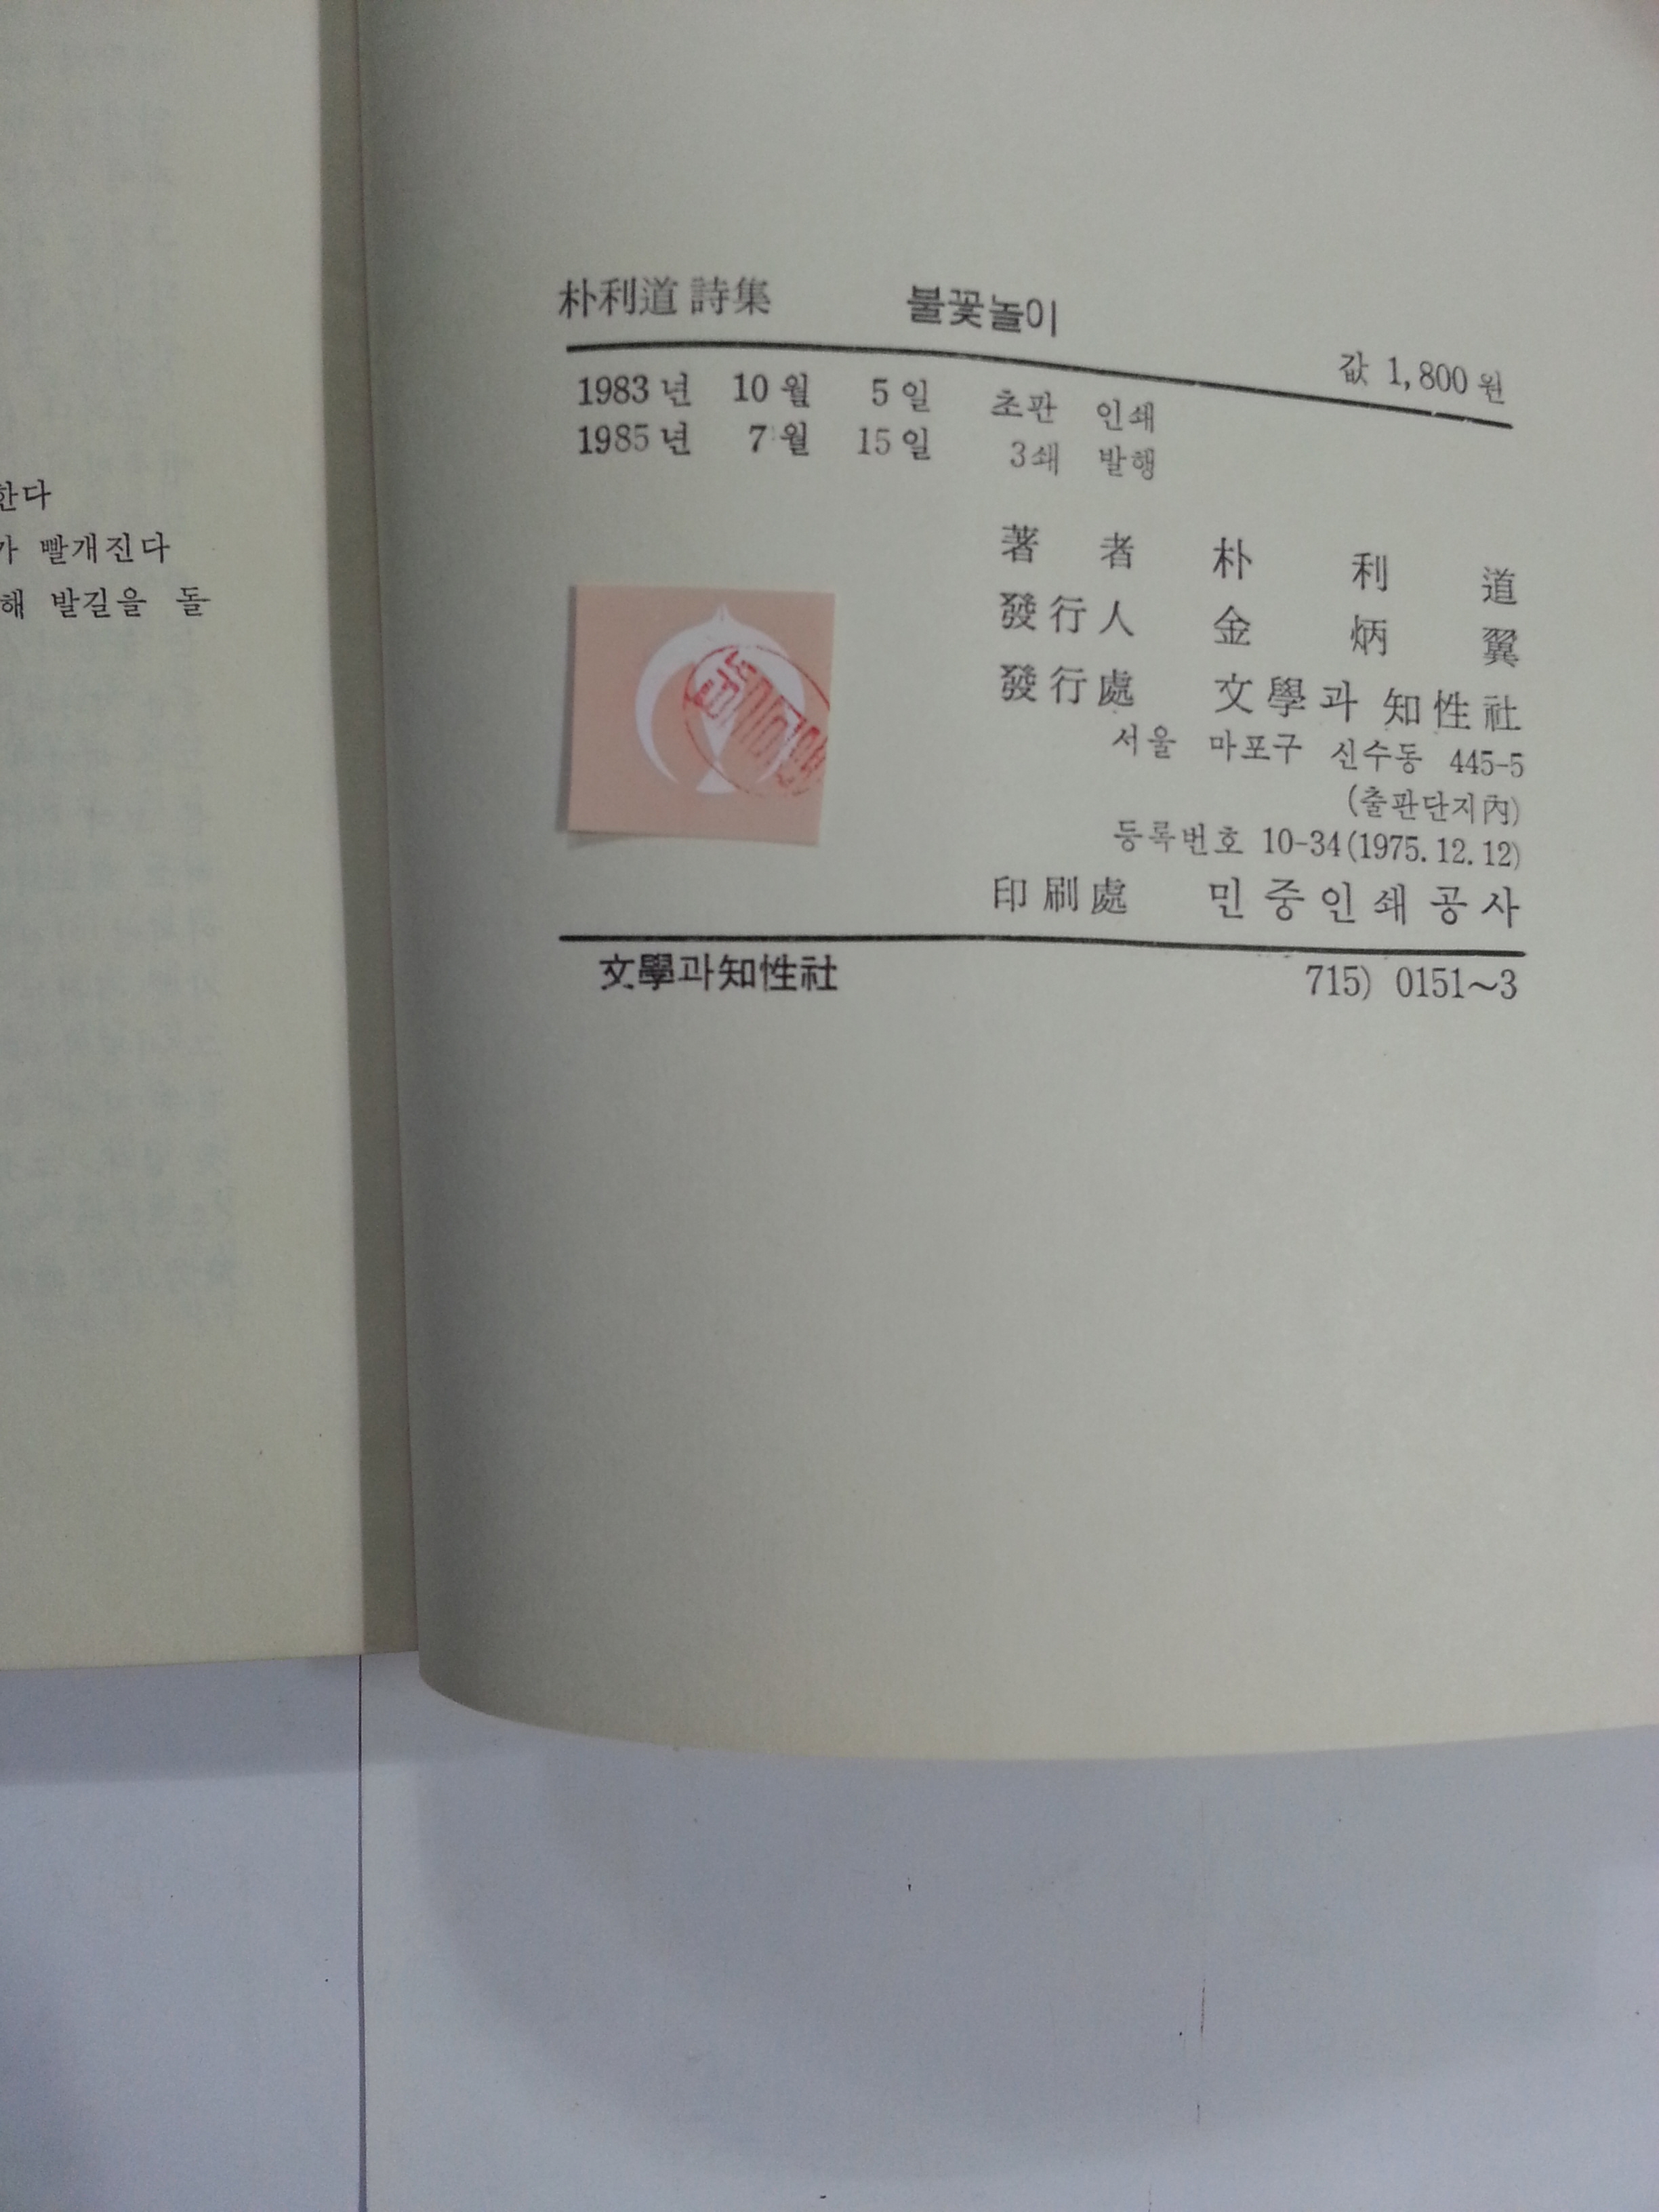 한다
가 빨개진다
해 발길을 돌
朴利道 詩集 불꽃놀이
값 1,800 원
1983 년 10 월 5 일 초판 인쇄
1985 년 7 월 15 일 3쇄 발행
著 者 朴 利 道
發行人 金 炳 翼
發行處 文學과 知性社
서울 마포구 신수동 445-5
(출판단지內)
등록번호 10-34(1975.12.12)
印刷處 민중인쇄공사
文學과知性社 715) 0151~3